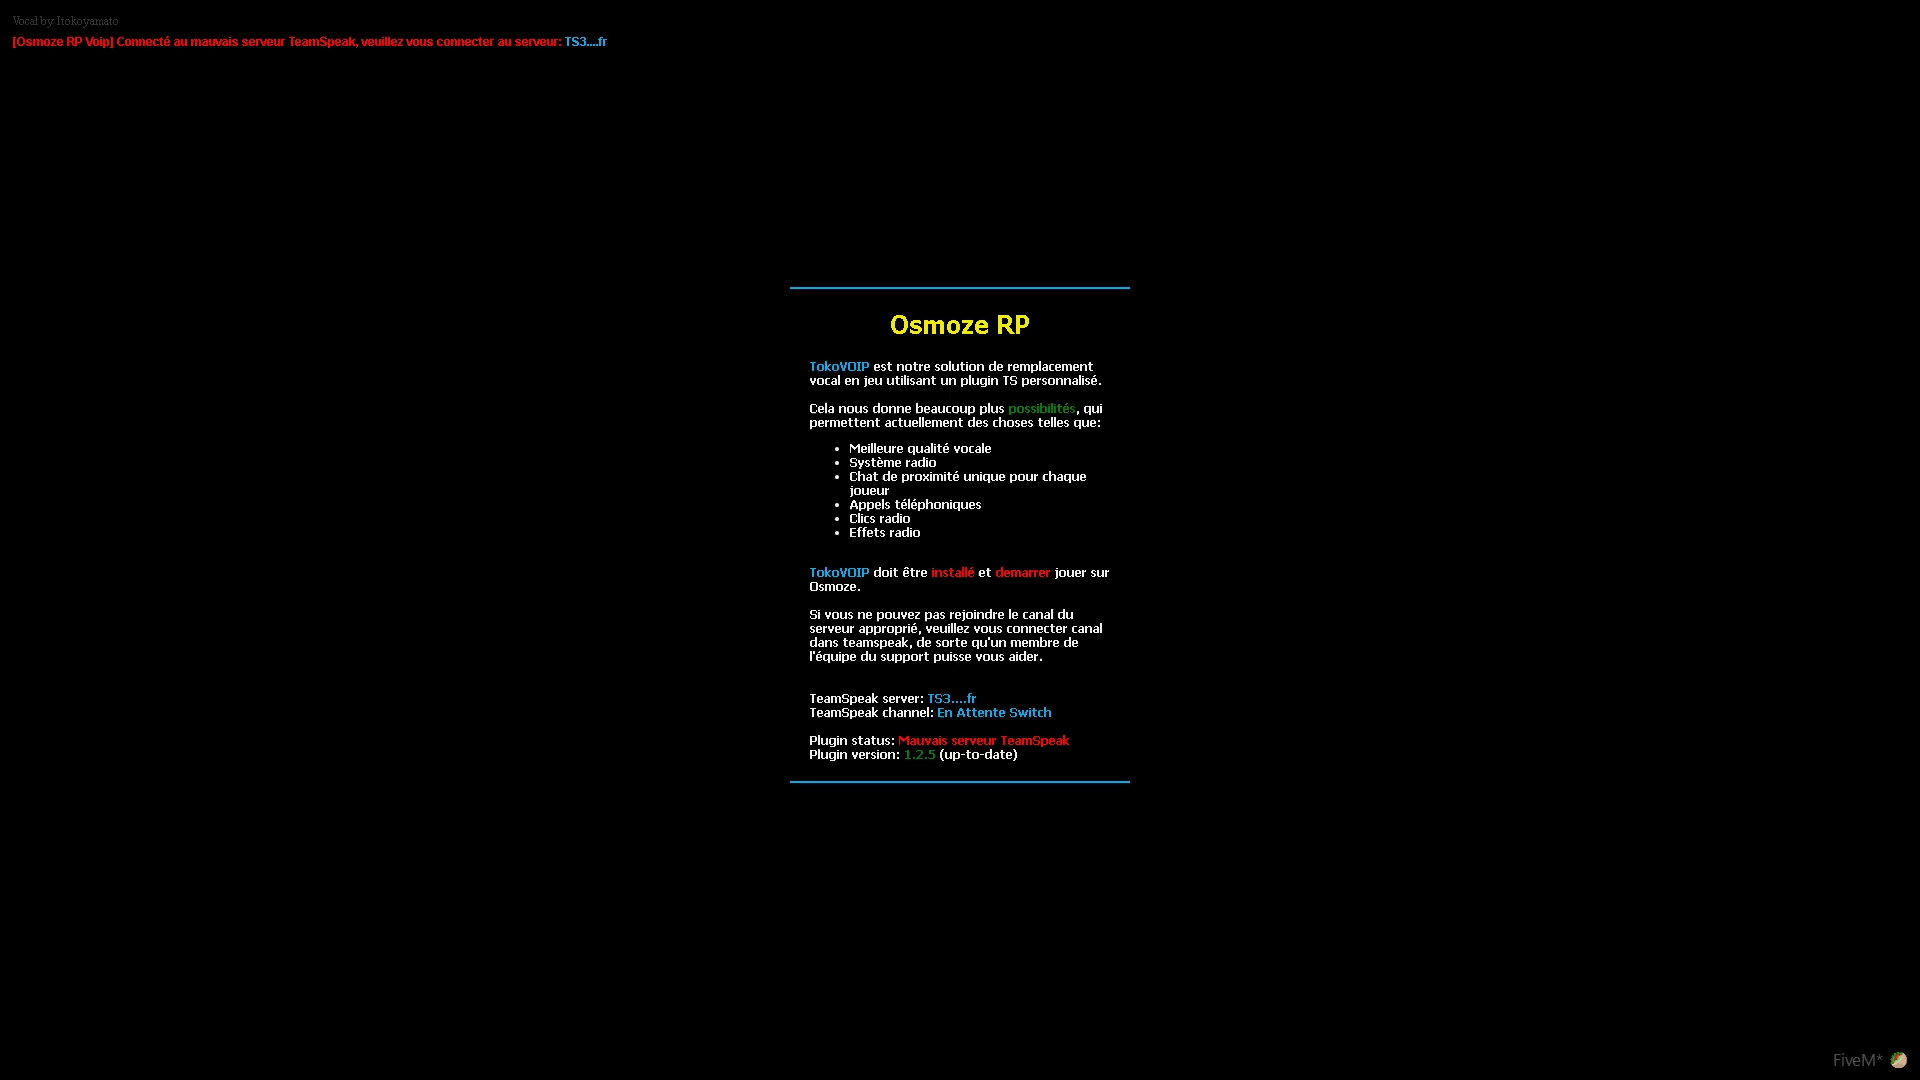 Vocal by Itokoyamato
[Osmoze RP Voip] Connecté au mauvais serveur TeamSpeak, veuillez vous connecter au serveur: TS3....fr
Osmoze RP
TokoVOIP est notre solution de remplacement
vocal en jeu utilisant un plugin TS personnalisé.
Cela nous donne beaucoup plus possibilités, qui
permettent actuellement des choses telles que:
• Meilleure qualité vocale
• Système radio
• Chat de proximité unique pour chaque
joueur
• Appels téléphoniques
• Clics radio
• Effets radio
TokoVOIP doit être installé et demarrer jouer sur
Osmoze.
Si vous ne pouvez pas rejoindre le canal du
serveur approprié, veuillez vous connecter canal
dans teamspeak, de sorte qu'un membre de
l'équipe du support puisse vous aider.
TeamSpeak server: TS3....fr
TeamSpeak channel: En Attente Switch
Plugin status: Mauvais serveur TeamSpeak
Plugin version: 1.2.5 (up-to-date)
FiveM*